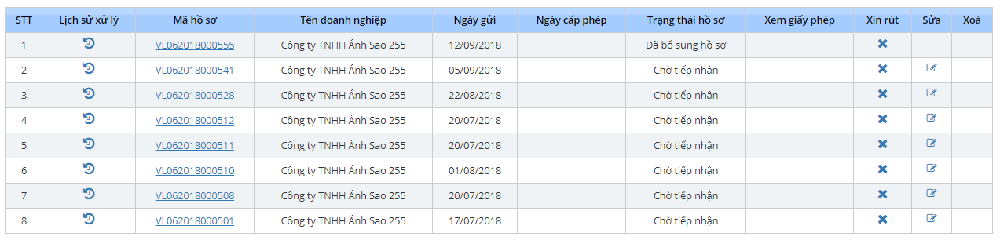 STT Lịch sử xử lý Mã hồ sơ Tên doanh nghiệp Ngày gửi Ngày cấp phép Trạng thái hồ sơ Xem giấy phép Xin rút Sửa Xoá
1 VL062018000555 Công ty TNHH Ánh Sao 255 12/09/2018 Đã bổ sung hồ sơ
2 VL062018000541 Công ty TNHH Ánh Sao 255 05/09/2018 Chờ tiếp nhận
3 VL062018000528 Công ty TNHH Ánh Sao 255 22/08/2018 Chờ tiếp nhận
4 VL062018000512 Công ty TNHH Ánh Sao 255 20/07/2018 Chờ tiếp nhận
5 VL062018000511 Công ty TNHH Ánh Sao 255 20/07/2018 Chờ tiếp nhận
6 VL062018000510 Công ty TNHH Ánh Sao 255 01/08/2018 Chờ tiếp nhận
7 VL062018000508 Công ty TNHH Ánh Sao 255 20/07/2018 Chờ tiếp nhận
8 VL062018000501 Công ty TNHH Ánh Sao 255 17/07/2018 Chờ tiếp nhận